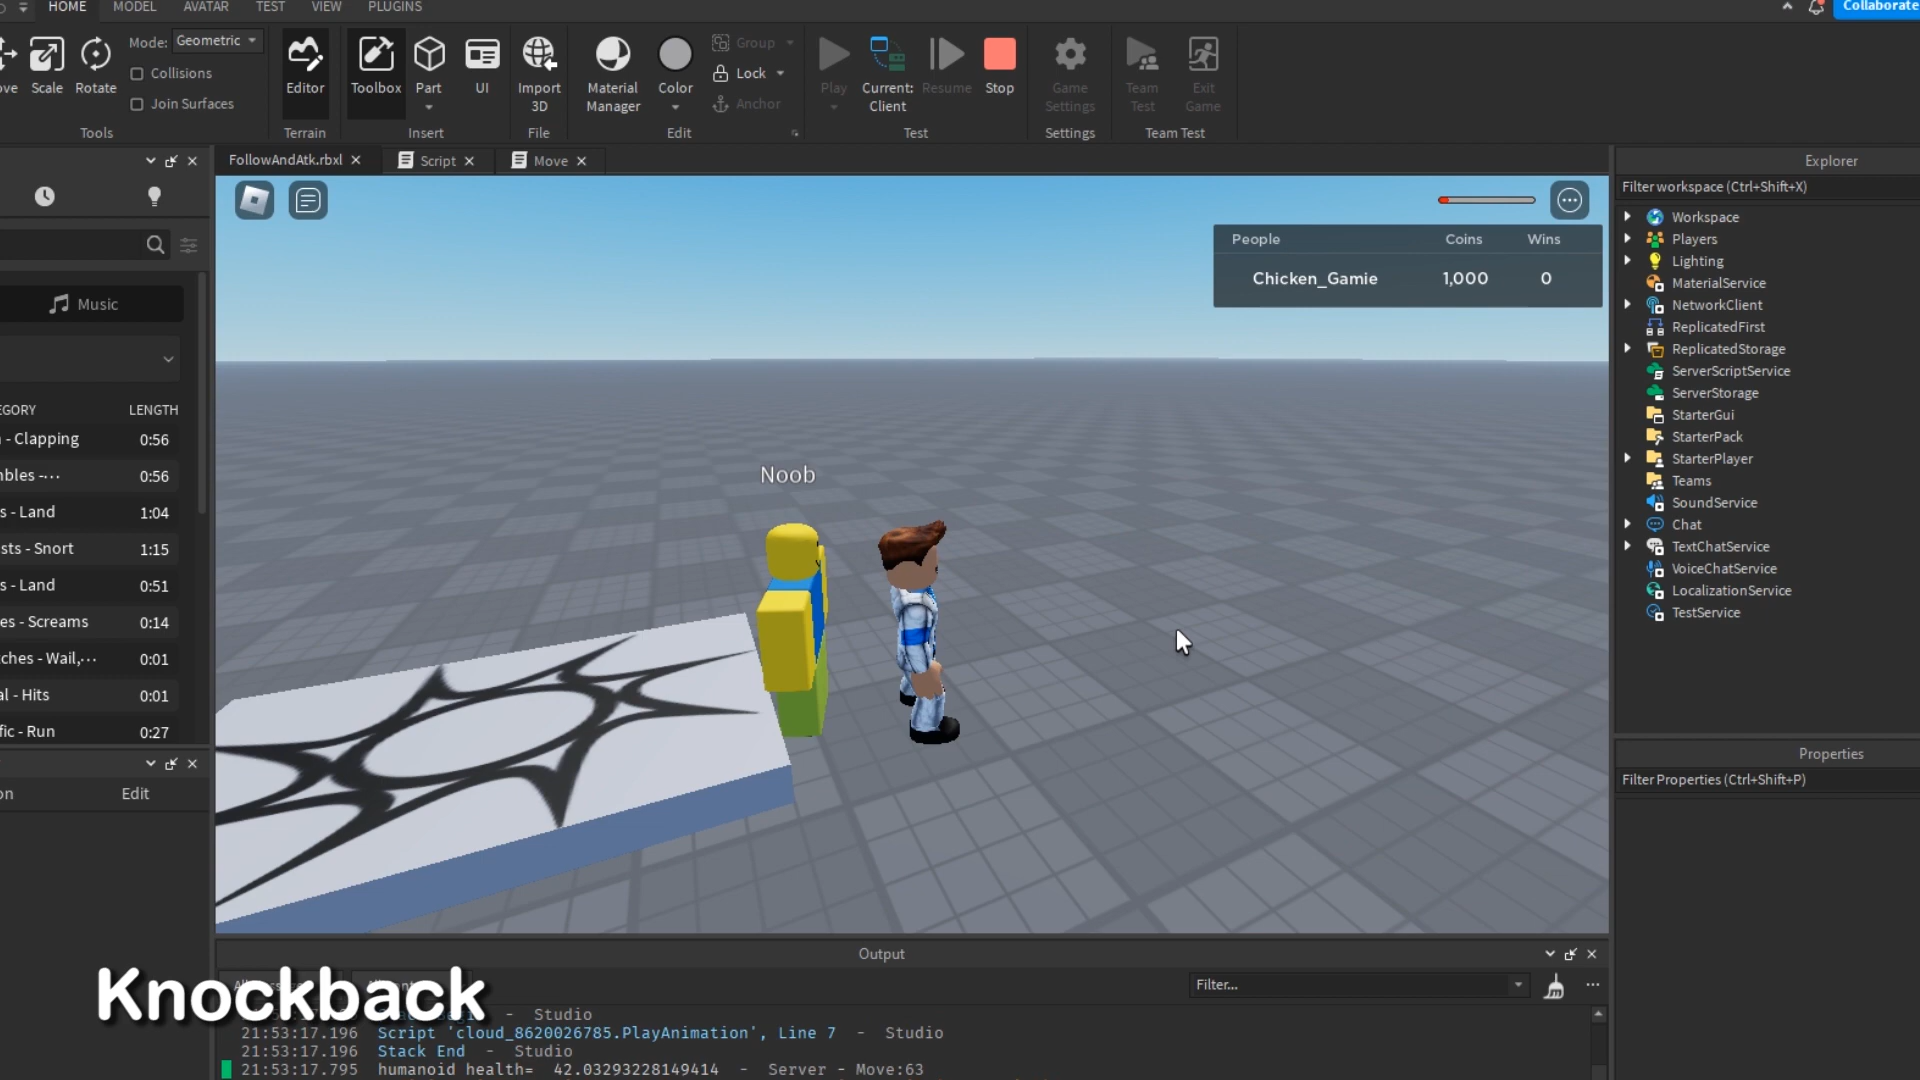 HOME MODEL AVATAR TEST VIEW PLUGINS
Collaborate
Scale
Rotate
Mode: Geometric
Collisions
Join Surfaces
Tools
Editor
Terrain
Toolbox
Part
UI
Insert
Import
3D
File
Material
Manager
Color
Group
Lock
Anchor
Edit
Play
Current:
Client
Resume
Stop
Test
Game
Settings
Settings
Team
Test
Exit
Game
Team Test
FollowAndAtk.rbxl
Script
Move
Music
LENGTH
- Clapping 0:56
0:56
- Land 1:04
- Snort 1:15
- Land 0:51
- Screams 0:14
- Wail,... 0:01
- Hits 0:01
- Run 0:27
Edit
People Coins Wins
Chicken_Gamie 1,000 0
Noob
Explorer
Filter workspace (Ctrl+Shift+X)
Workspace
Players
Lighting
MaterialService
NetworkClient
ReplicatedFirst
ReplicatedStorage
ServerScriptService
ServerStorage
StarterGui
StarterPack
StarterPlayer
Teams
SoundService
Chat
TextChatService
VoiceChatService
LocalizationService
TestService
Properties
Filter Properties (Ctrl+Shift+P)
Output
Filter...
Knockback
- Studio
21:53:17.196 Script 'cloud_8620026785.PlayAnimation', Line 7 - Studio
21:53:17.196 Stack End - Studio
21:53:17.795 humanoid health= 42.03293228149414 - Server - Move:63